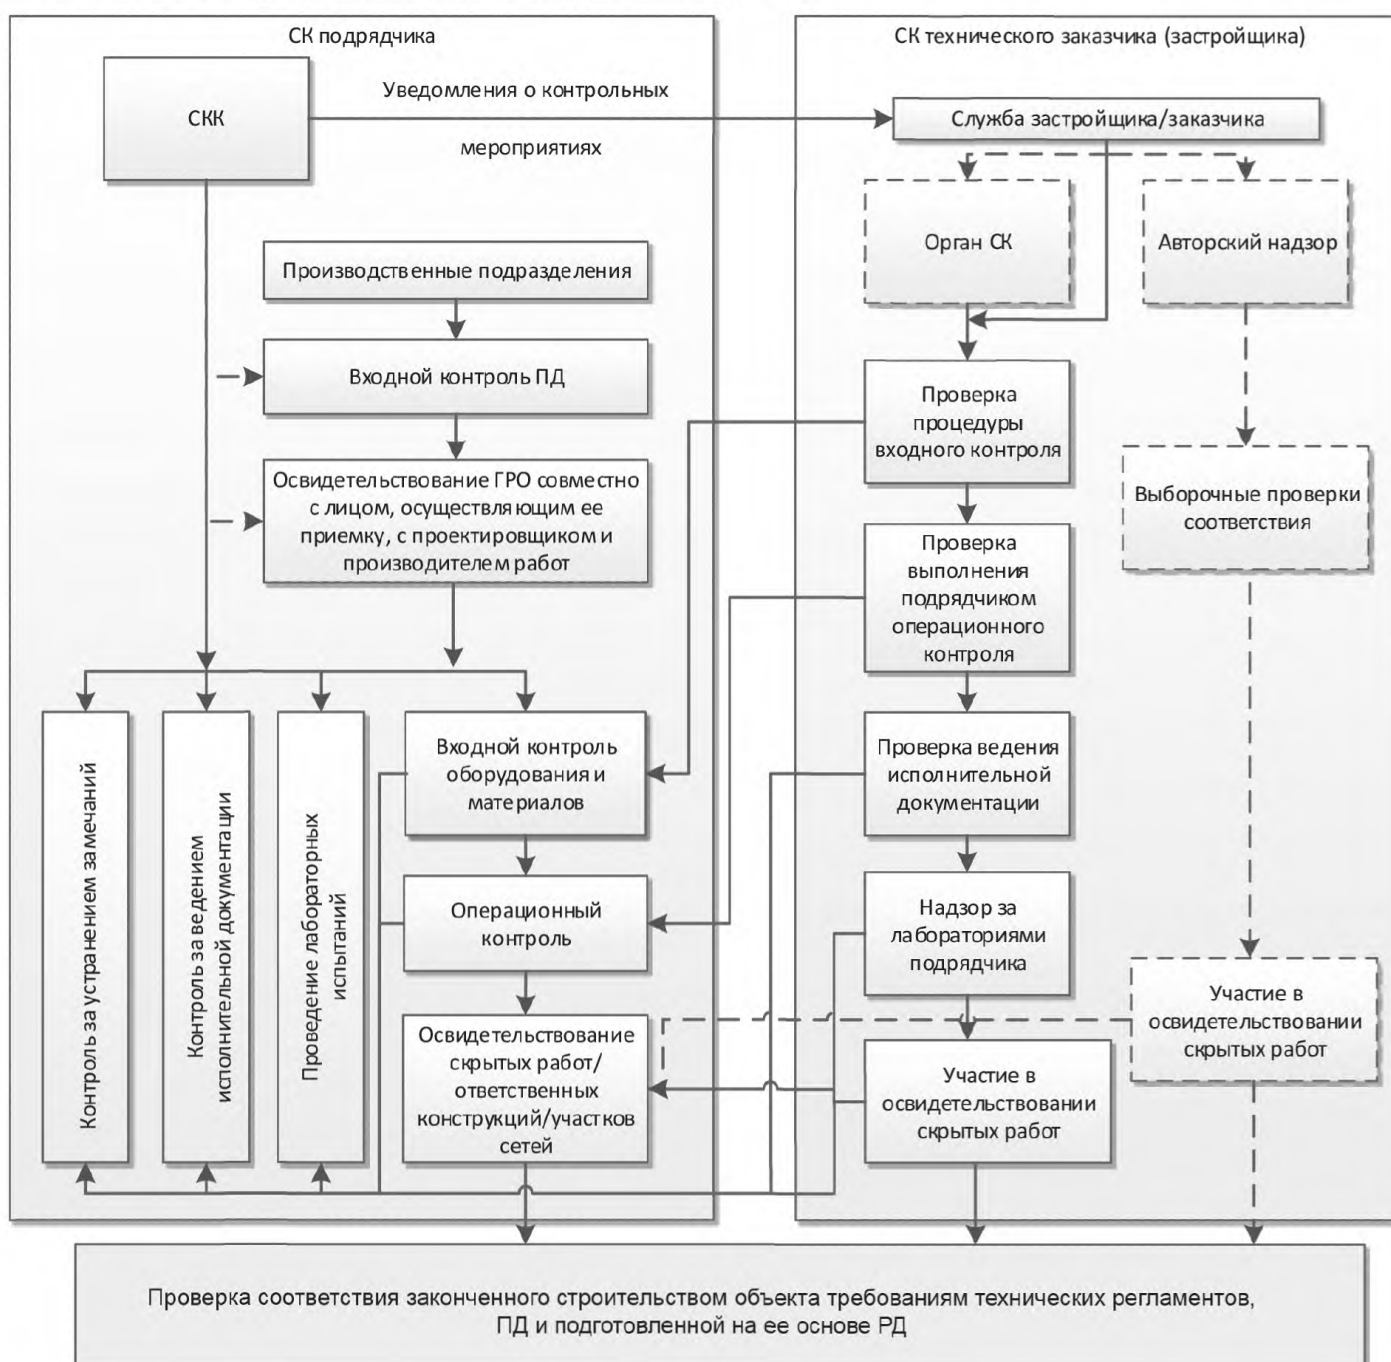 СК подрядчика
СК технического заказчика (застройщика)
СКК
Уведомления о контрольных
мероприятиях
Служба застройщика/заказчика
Орган СК
Авторский надзор
Производственные подразделения
Входной контроль ПД
Освидетельствование ГРО совместно
с лицом, осуществляющим ее
приемку, с проектировщиком и
производителем работ
Проверка
процедуры
входного контроля
Выборочные проверки
соответствия
Проверка
выполнения
подрядчиком
операционного
контроля
Контроль за устранением замечаний
Контроль за ведением
исполнительной документации
Проведение лабораторных
испытаний
Входной контроль
оборудования и
материалов
Проверка ведения
исполнительной
документации
Операционный
контроль
Надзор за
лабораториями
подрядчика
Освидетельствование
скрытых работ/
ответственных
конструкций/участков
сетей
Участие в
освидетельствовании
скрытых работ
Участие в
освидетельствовании
скрытых работ
Проверка соответствия законченного строительством объекта требованиям технических регламентов,
ПД и подготовленной на ее основе РД